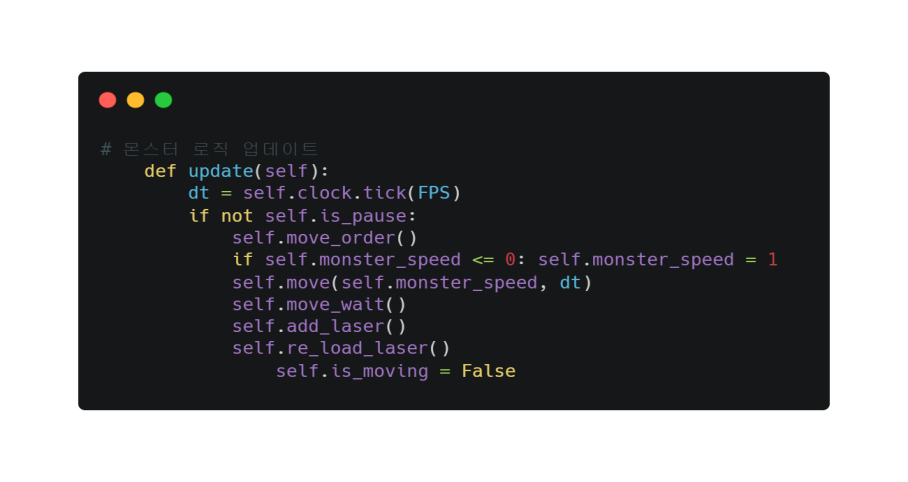 # 몬스터 로직 업데이트
    def update(self):
        dt = self.clock.tick(FPS)
        if not self.is_pause:
            self.move_order()
            if self.monster_speed <= 0: self.monster_speed = 1
            self.move(self.monster_speed, dt)
            self.move_wait()
            self.add_laser()
            self.re_load_laser()
                self.is_moving = False